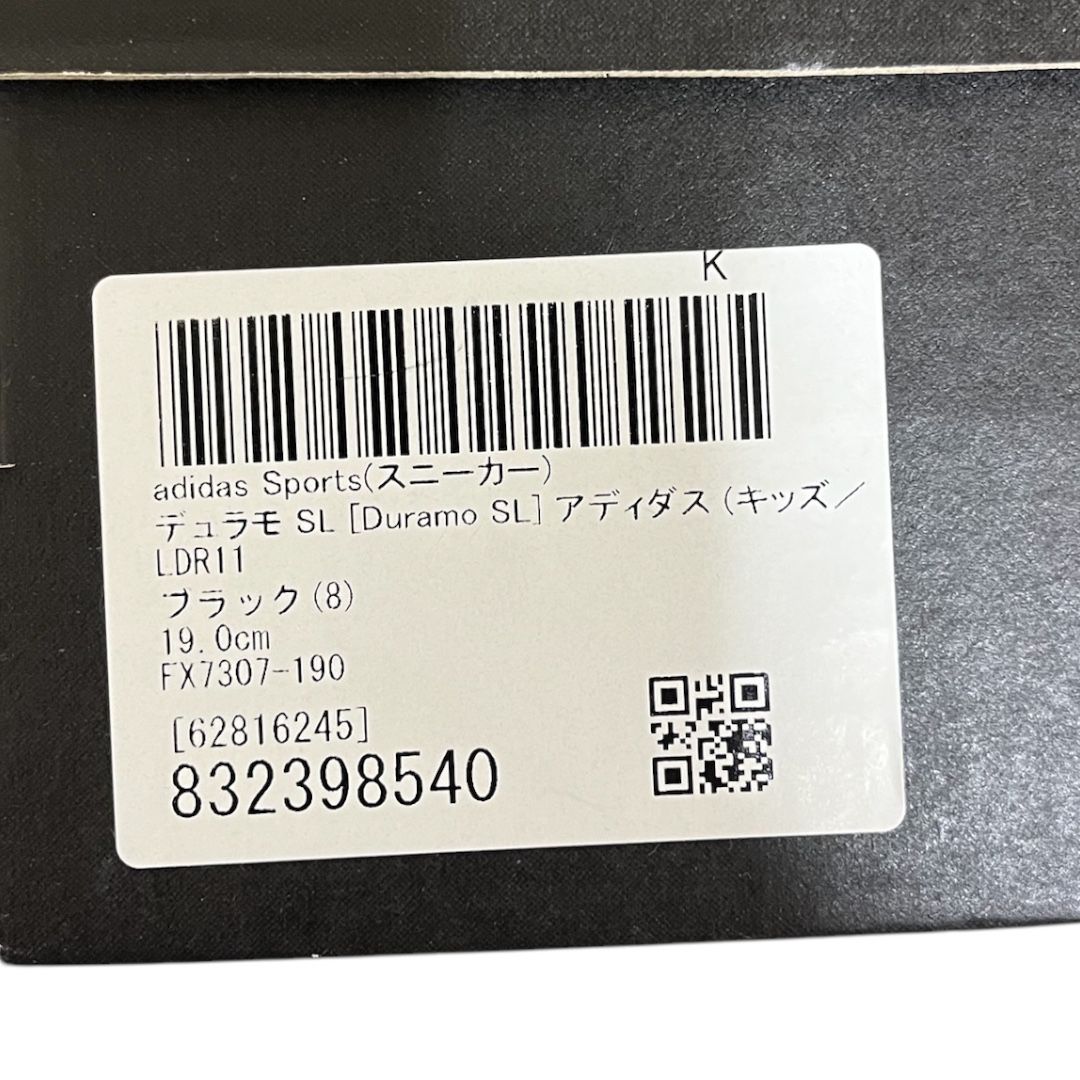 K
adidas Sports(スニーカー)
デュラモ SL [Duramo SL] アディダス (キッズ／
LDR11
ブラック(8)
19.0cm
FX7307-190
[62816245]
832398540